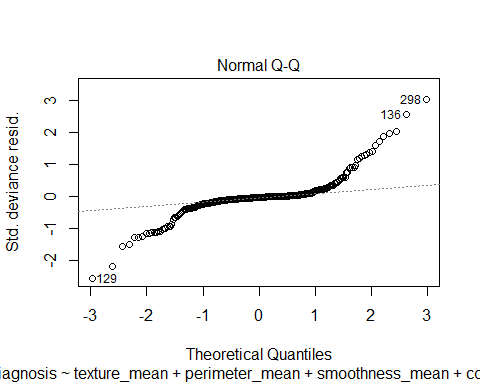 Normal Q-Q
Std. deviance resid.
3
2
1
0
-1
-2
298
136
129
-3 -2 -1 0 1 2 3
Theoretical Quantiles
iagnosis ~ texture_mean + perimeter_mean + smoothness_mean + co